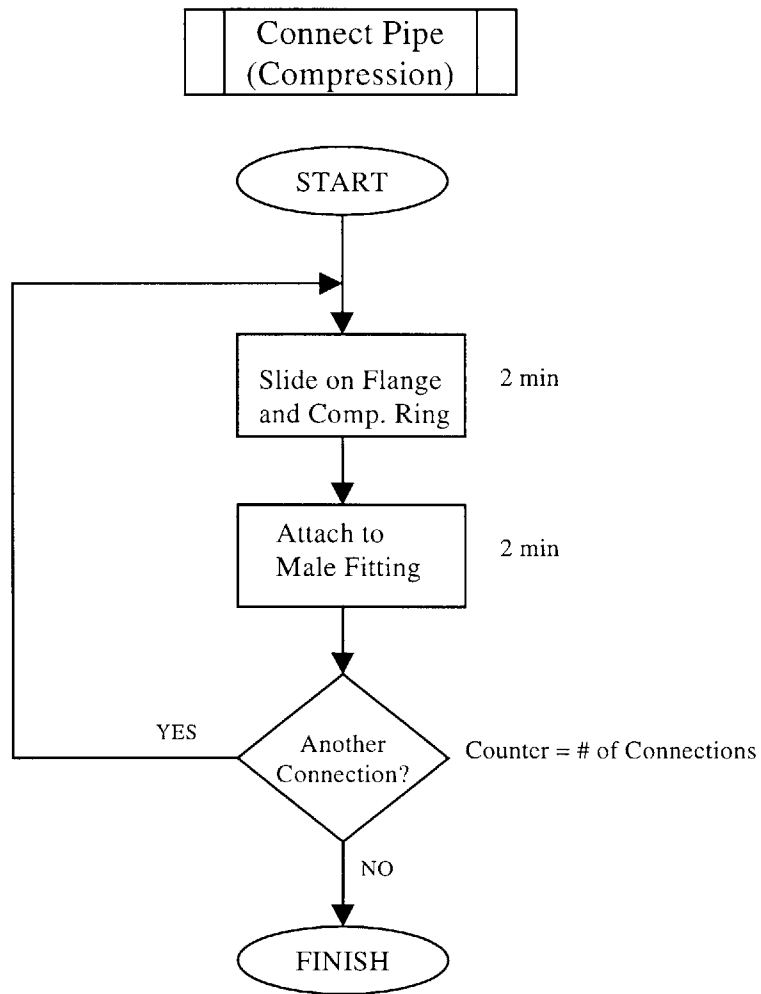 Connect Pipe
(Compression)
START
Slide on Flange
and Comp. Ring
2 min
Attach to
Male Fitting
2 min
YES
Another
Connection?
Counter = # of Connections
NO
FINISH